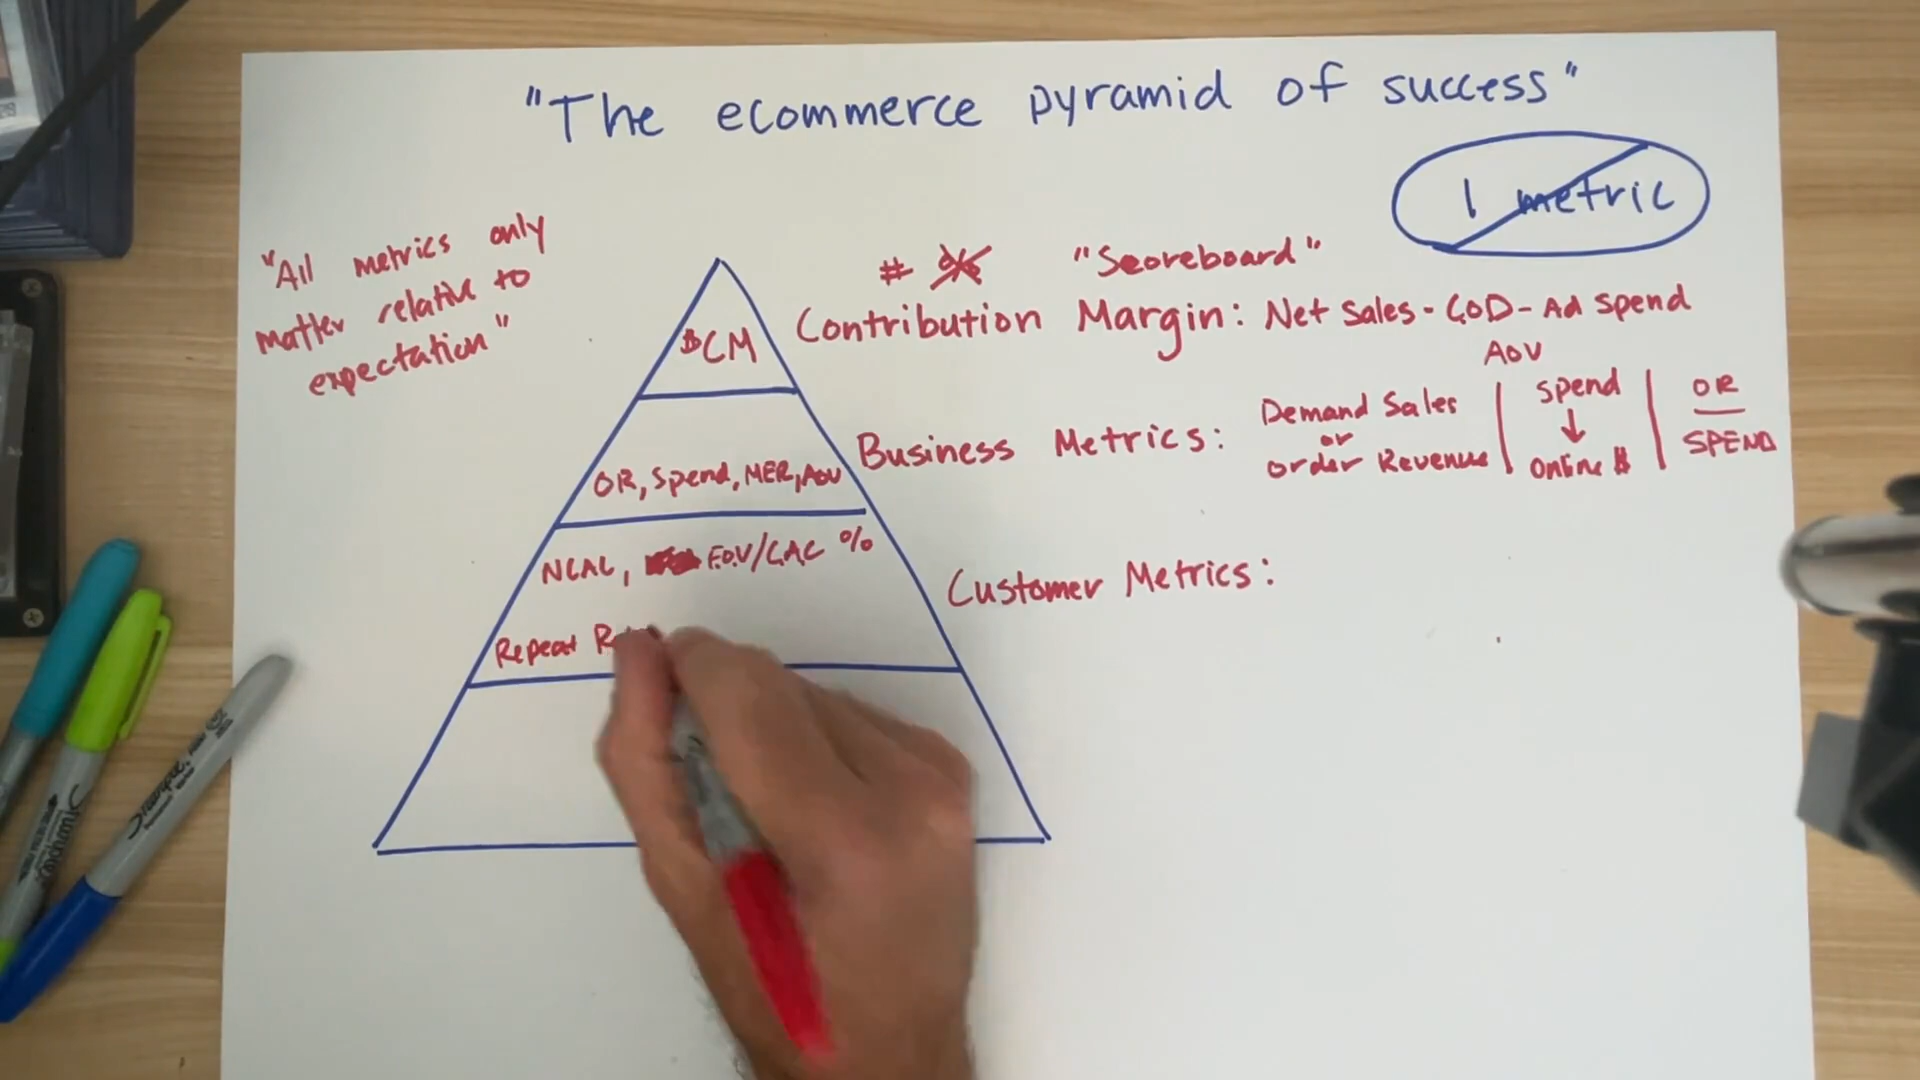 "The ecommerce pyramid of success"
1 metric
"All metrics only
matter relative to
expectation"
# % "Scoreboard"
$CM
Contribution Margin: Net Sales - COD - Ad Spend
AOV
Business Metrics:
Demand Sales
or
order Revenue
spend
↓
Online $
OR
SPEND
OR, Spend, MER, AOV
NCAC, F.O.V/CAC %
Customer Metrics:
Repeat
Sharpie
Sharpie